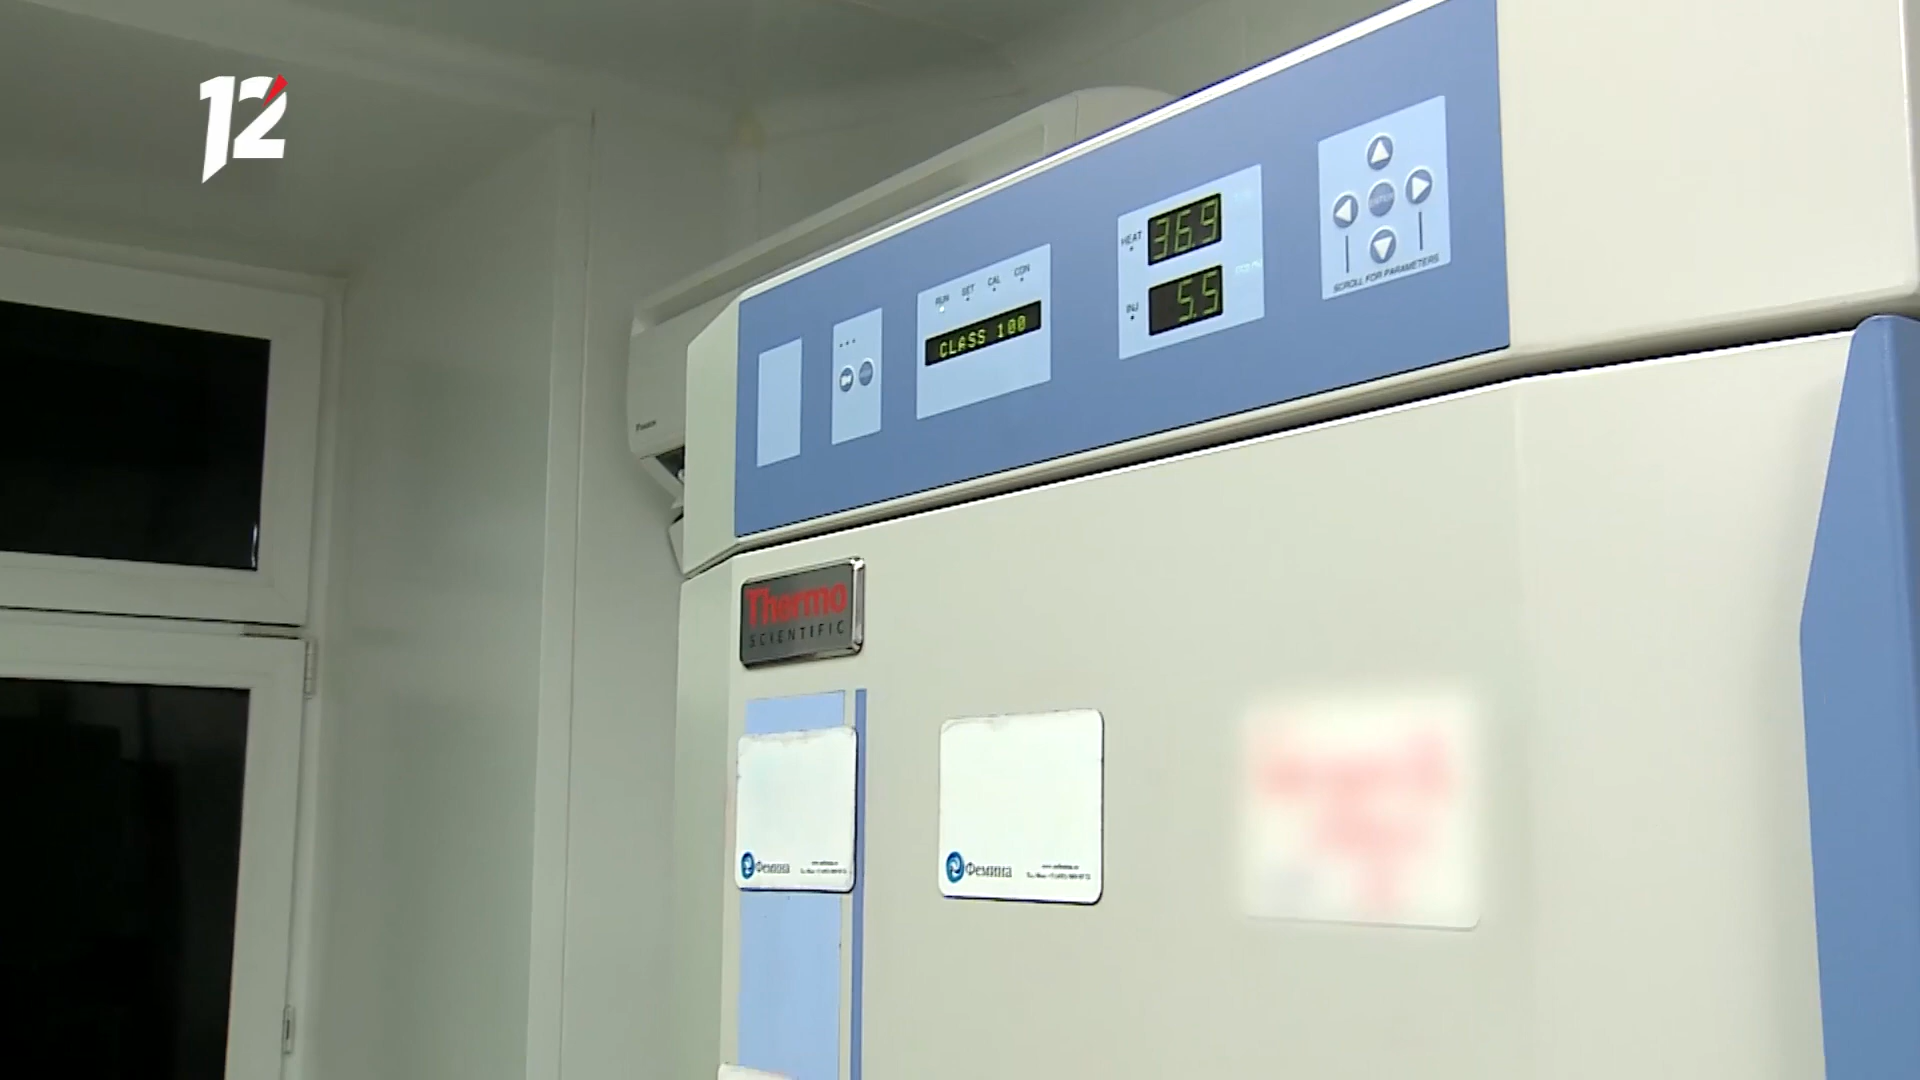 12
RUN SET CAL CON
CLASS 100
HEAT
36.9
INJ
5.5
ENTER
SCROLL FOR PARAMETERS
Thermo
SCIENTIFIC
Фемина
Фемина